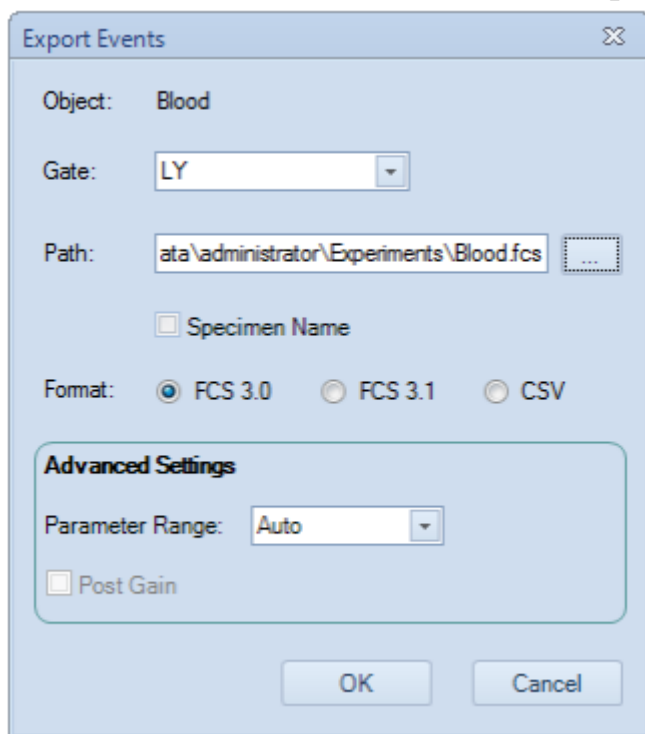 Export Events
Object: Blood
Gate: LY
Path: ata\administrator\Experiments\Blood.fcs ...
Specimen Name
Format: FCS 3.0 FCS 3.1 CSV
Advanced Settings
Parameter Range: Auto
Post Gain
OK Cancel